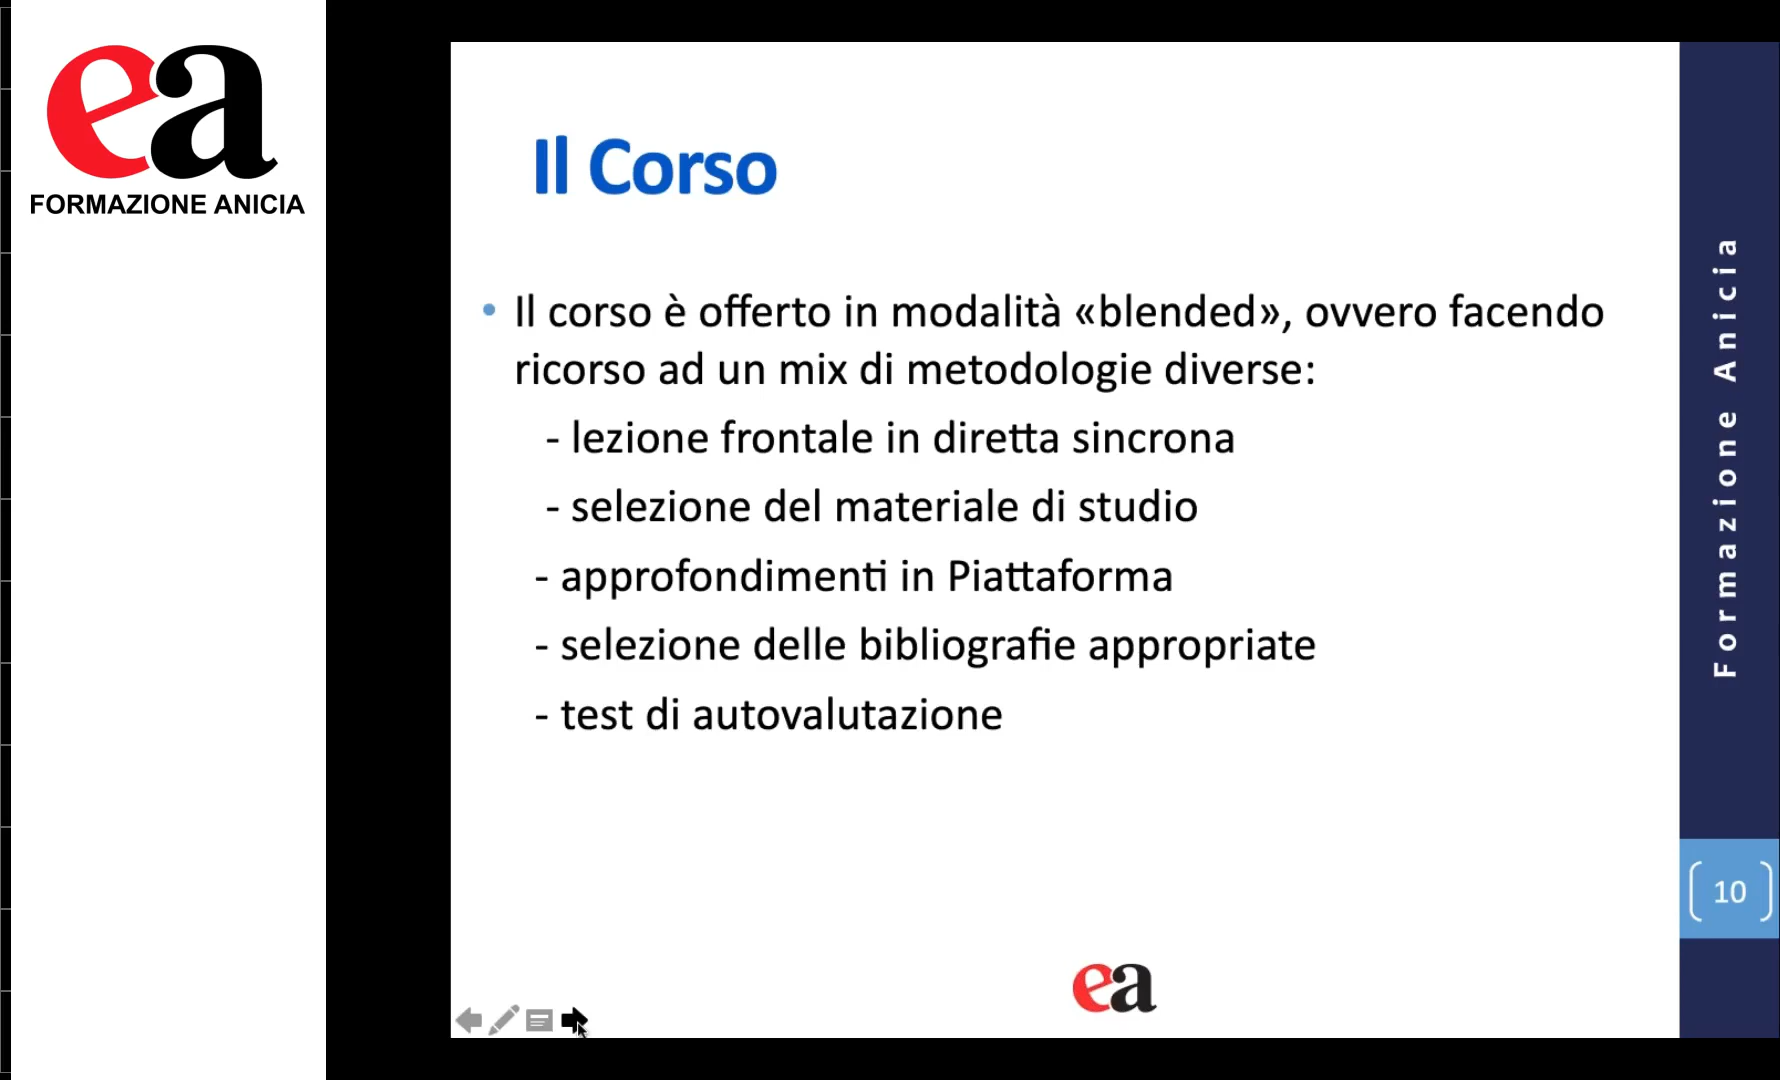 ea
FORMAZIONE ANICIA
Il Corso
• Il corso è offerto in modalità «blended», ovvero facendo
ricorso ad un mix di metodologie diverse:
- lezione frontale in diretta sincrona
- selezione del materiale di studio
- approfondimenti in Piattaforma
- selezione delle bibliografie appropriate
- test di autovalutazione
Formazione Anicia
10
ea